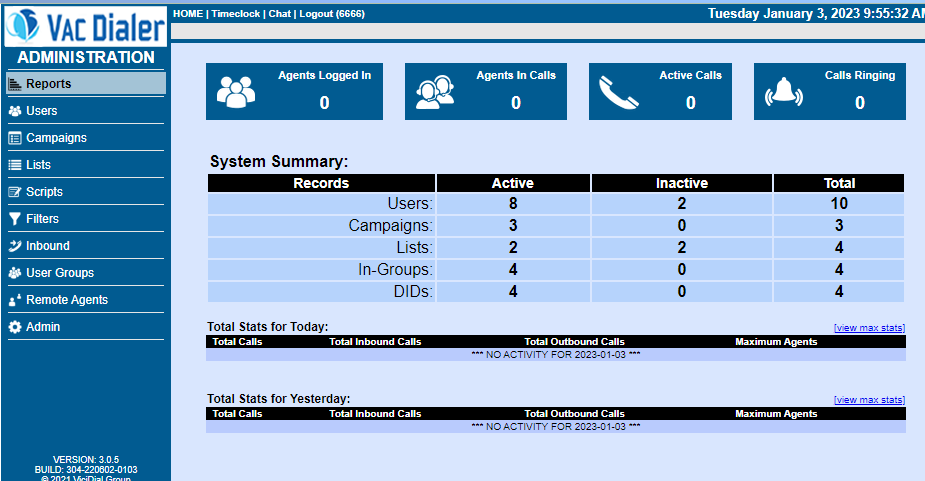 VAC DIALER
HOME | Timeclock | Chat | Logout (6666)
Tuesday January 3, 2023 9:55:32 AM
ADMINISTRATION
Reports
Users
Campaigns
Lists
Scripts
Filters
Inbound
User Groups
Remote Agents
Admin
VERSION: 3.0.5
BUILD: 304-220602-0103
© 2021 ViciDial Group
Agents Logged In
0
Agents In Calls
0
Active Calls
0
Calls Ringing
0
System Summary:
Records Active Inactive Total
Users: 8 2 10
Campaigns: 3 0 3
Lists: 2 2 4
In-Groups: 4 0 4
DIDs: 4 0 4
Total Stats for Today: [view max stats]
Total Calls Total Inbound Calls Total Outbound Calls Maximum Agents
*** NO ACTIVITY FOR 2023-01-03 ***
Total Stats for Yesterday: [view max stats]
Total Calls Total Inbound Calls Total Outbound Calls Maximum Agents
*** NO ACTIVITY FOR 2023-01-03 ***